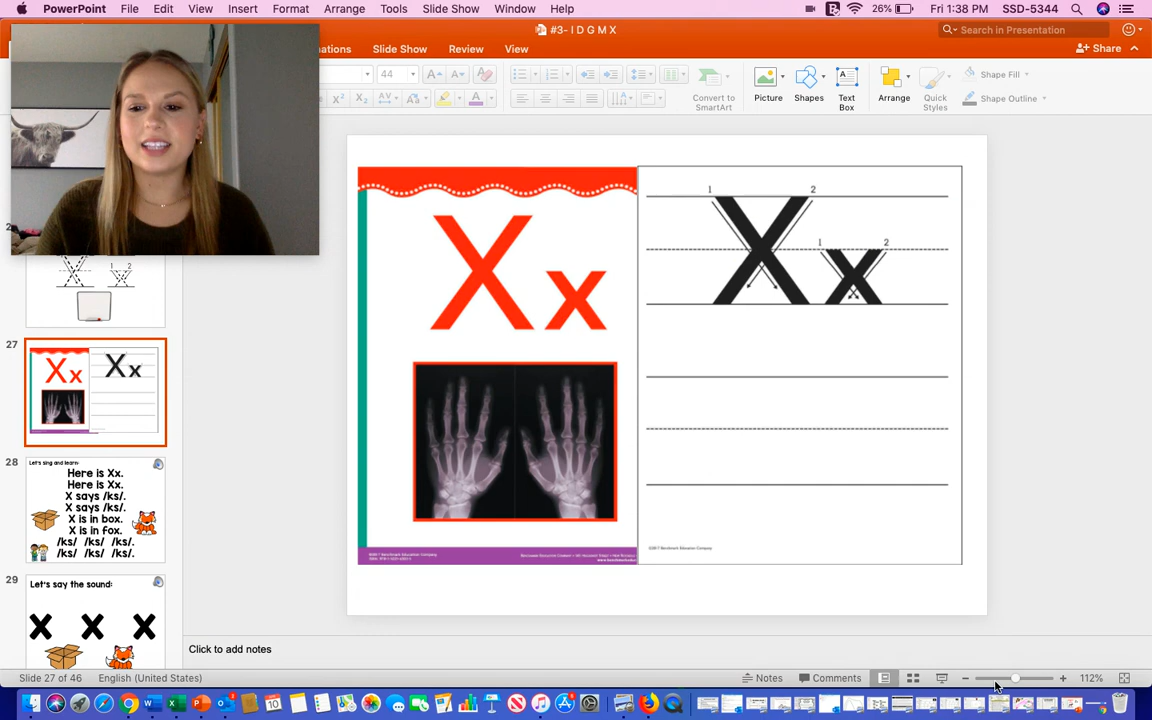 PowerPoint File Edit View Insert Format Arrange Tools Slide Show Window Help 26% Fri 1:38 PM SSD-5344
#3- I D G M X
Search in Presentation
Slide Show Review View
Share
44
Convert to
SmartArt
Picture
Shapes
Text
Box
Arrange
Quick
Styles
Shape Fill
Shape Outline
1 2
27
Xx
Xx
28
Let's sing and learn:
Here is Xx.
Here is Xx.
X says /ks/.
X says /ks/.
X is in box.
X is in fox.
/ks/ /ks/ /ks/.
/ks/ /ks/ /ks/.
29
Let's say the sound:
X X X
Xx
1 2
1 2
Xx
Click to add notes
Slide 27 of 46
English (United States)
Notes
Comments
112%